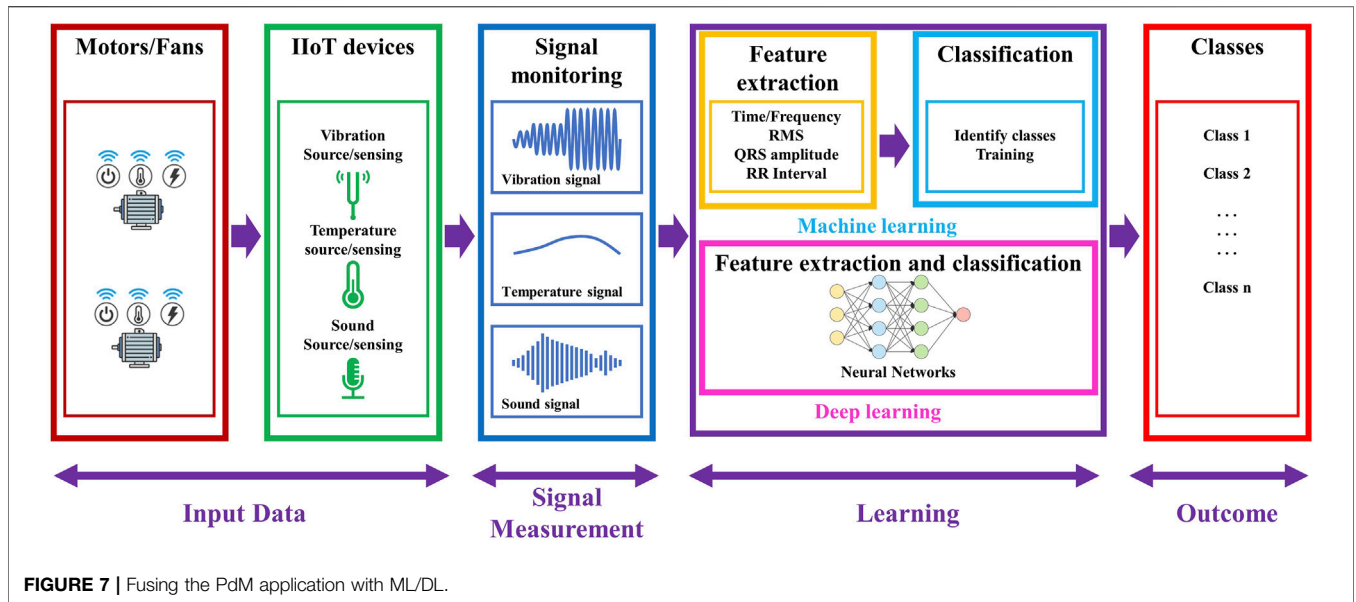 Motors/Fans
IIoT devices
Vibration
Source/sensing
Temperature
source/sensing
Sound
Source/sensing
Signal
monitoring
Vibration signal
Temperature signal
Sound signal
Feature
extraction
Time/Frequency
RMS
QRS amplitude
RR Interval
Classification
Identify classes
Training
Machine learning
Feature extraction and classification
Neural Networks
Deep learning
Classes
Class 1
Class 2
...
...
...
Class n
Input Data
Signal
Measurement
Learning
Outcome
FIGURE 7 | Fusing the PdM application with ML/DL.